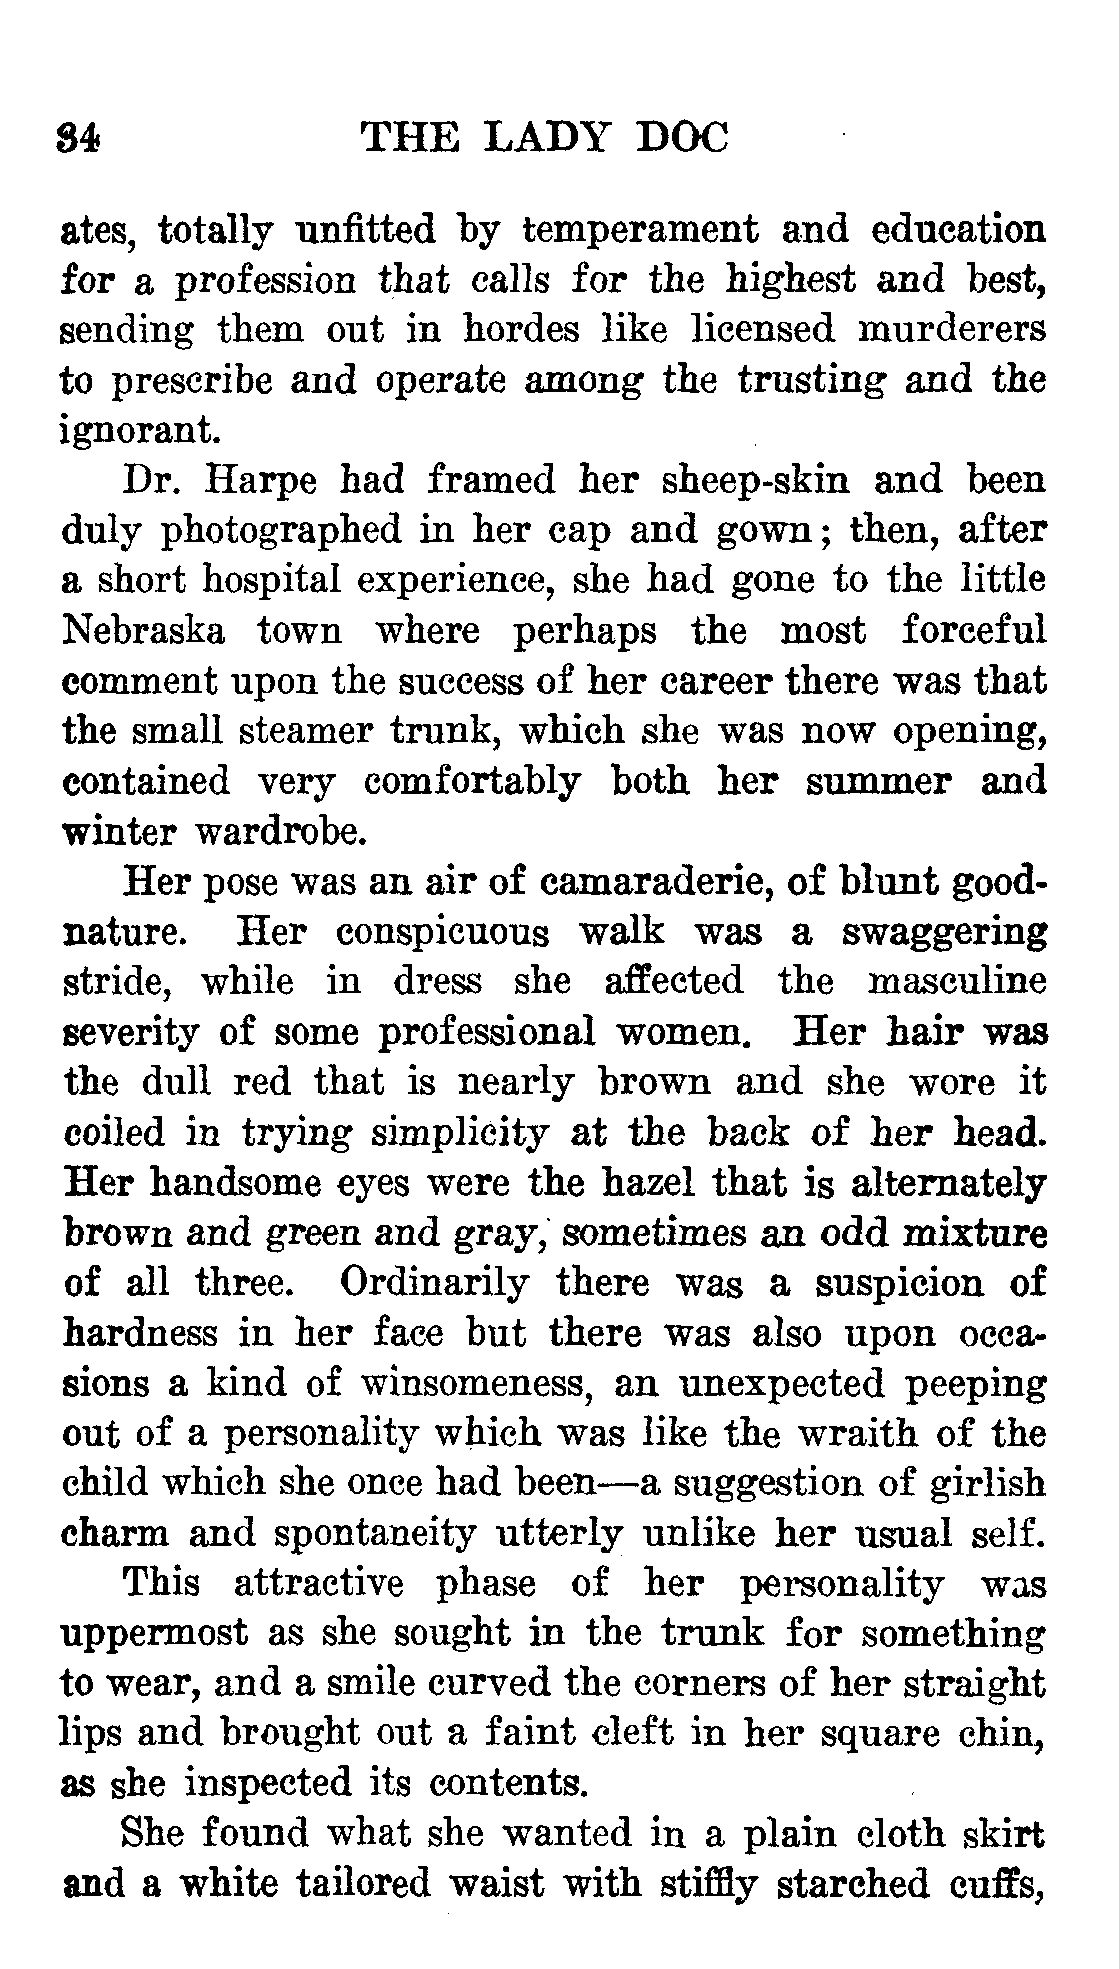 34 THE LADY DOC
ates, totally unfitted by temperament and education
for a profession that calls for the highest and best,
sending them out in hordes like licensed murderers
to prescribe and operate among the trusting and the
ignorant.
Dr. Harpe had framed her sheep-skin and been
duly photographed in her cap and gown; then, after
a short hospital experience, she had gone to the little
Nebraska town where perhaps the most forceful
comment upon the success of her career there was that
the small steamer trunk, which she was now opening,
contained very comfortably both her summer and
winter wardrobe.
Her pose was an air of camaraderie, of blunt good-
nature. Her conspicuous walk was a swaggering
stride, while in dress she affected the masculine
severity of some professional women. Her hair was
the dull red that is nearly brown and she wore it
coiled in trying simplicity at the back of her head.
Her handsome eyes were the hazel that is alternately
brown and green and gray, sometimes an odd mixture
of all three. Ordinarily there was a suspicion of
hardness in her face but there was also upon occa-
sions a kind of winsomeness, an unexpected peeping
out of a personality which was like the wraith of the
child which she once had been—a suggestion of girlish
charm and spontaneity utterly unlike her usual self.
This attractive phase of her personality was
uppermost as she sought in the trunk for something
to wear, and a smile curved the corners of her straight
lips and brought out a faint cleft in her square chin,
as she inspected its contents.
She found what she wanted in a plain cloth skirt
and a white tailored waist with stiffly starched cuffs,